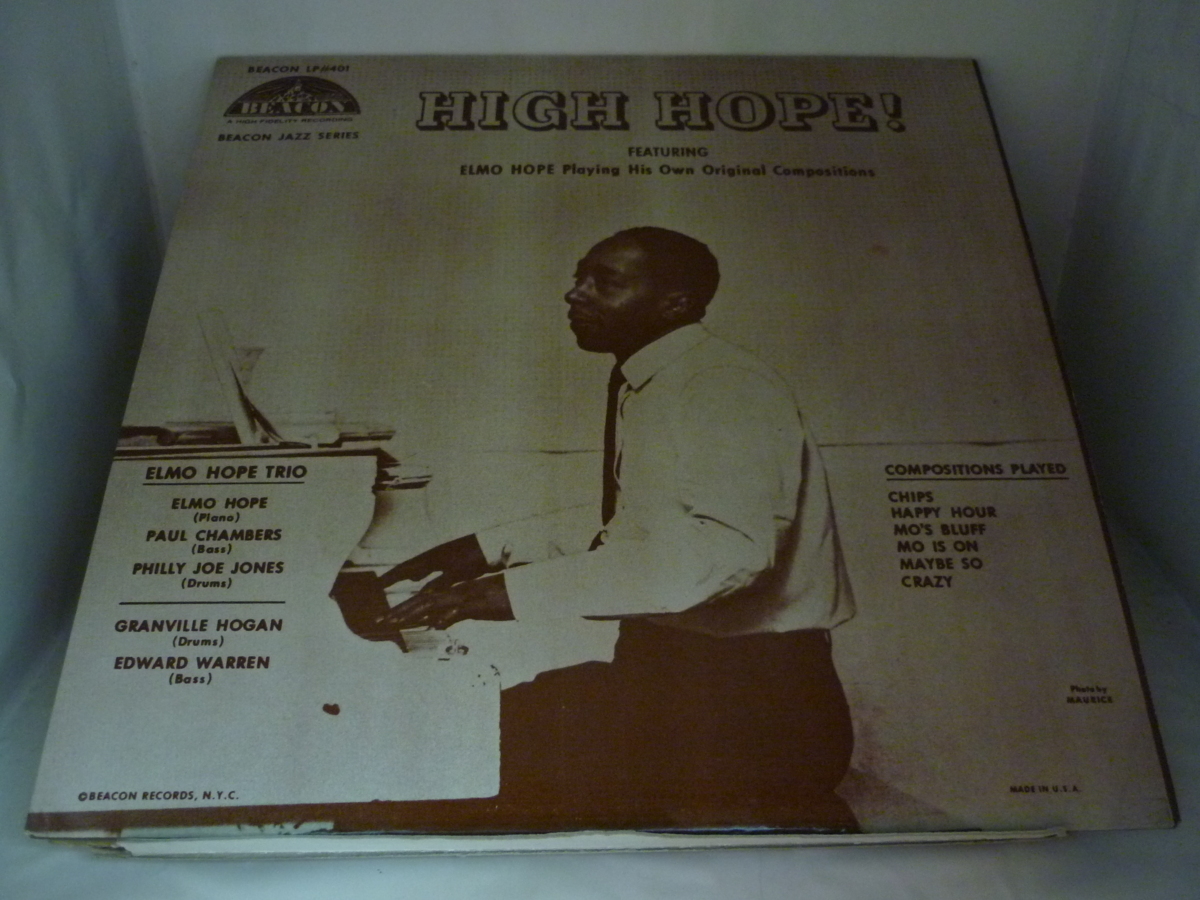 BEACON LP#401
BEACON
A HIGH FIDELITY RECORDING
BEACON JAZZ SERIES
HIGH HOPE!
FEATURING
ELMO HOPE Playing His Own Original Compositions
ELMO HOPE TRIO
ELMO HOPE
(Piano)
PAUL CHAMBERS
(Bass)
PHILLY JOE JONES
(Drums)
GRANVILLE HOGAN
(Drums)
EDWARD WARREN
(Bass)
COMPOSITIONS PLAYED
CHIPS
HAPPY HOUR
MO'S BLUFF
MO IS ON
MAYBE SO
CRAZY
Photo by
MAURICE
©BEACON RECORDS, N.Y.C.
MADE IN U.S.A.